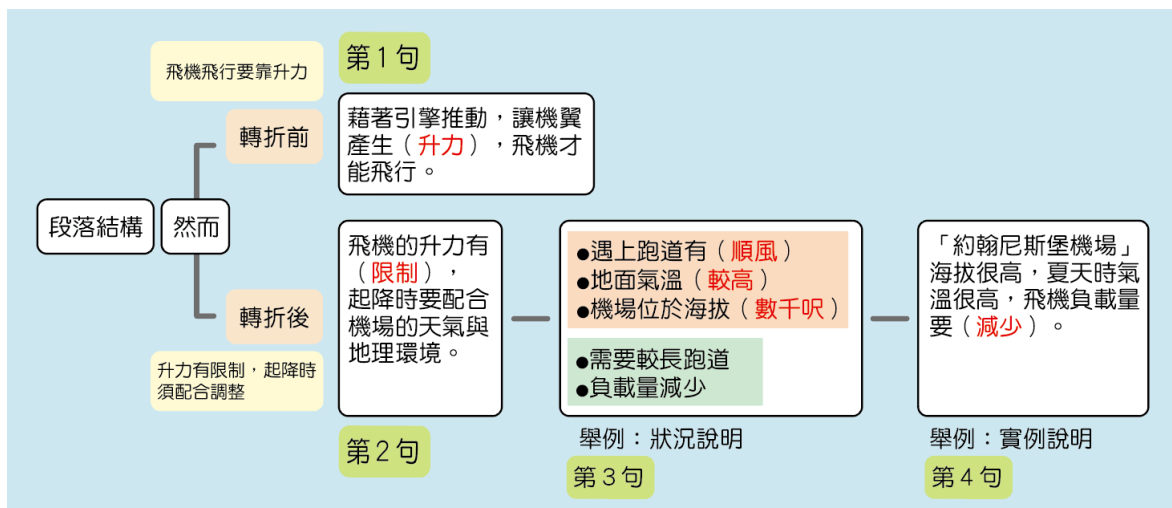 飛機飛行要靠升力
第1句
轉折前
藉著引擎推動，讓機翼
產生（升力），飛機才
能飛行。
段落結構
然而
轉折後
升力有限制，起降時
須配合調整
飛機的升力有
（限制），
起降時要配合
機場的天氣與
地理環境。
第2句
●遇上跑道有（順風）
●地面氣溫（較高）
●機場位於海拔（數千呎）
●需要較長跑道
●負載量減少
舉例：狀況說明
第3句
「約翰尼斯堡機場」
海拔很高，夏天時氣
溫很高，飛機負載量
要（減少）。
舉例：實例說明
第4句